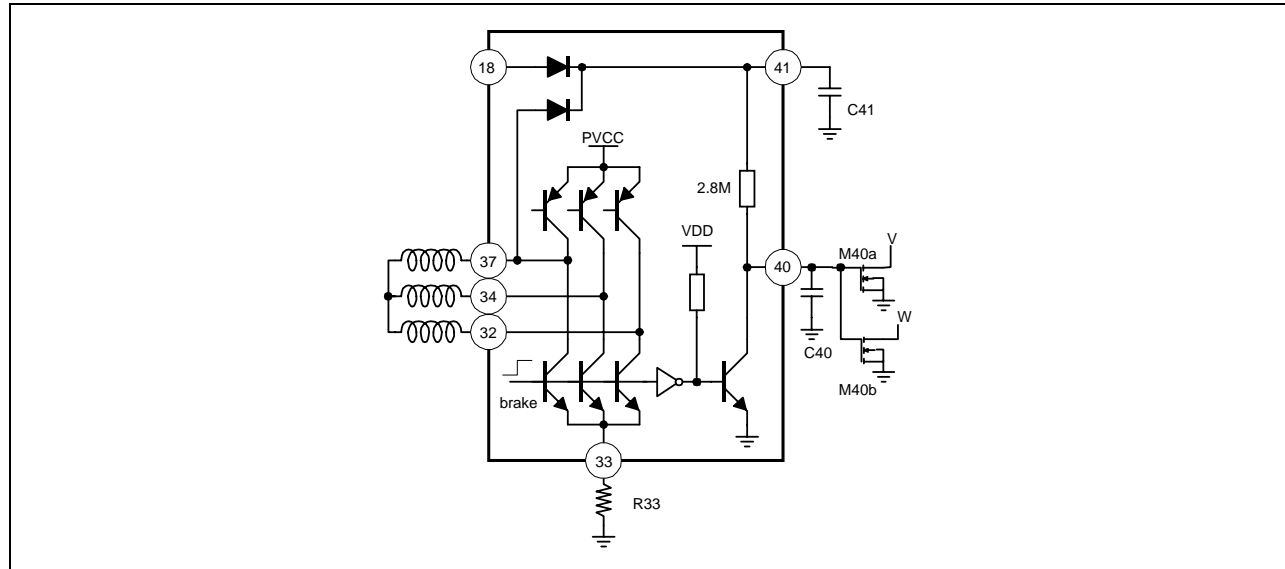 18
41
C41
PVCC
2.8M
VDD
V
37
40
M40a
34
W
32
C40
brake
M40b
33
R33